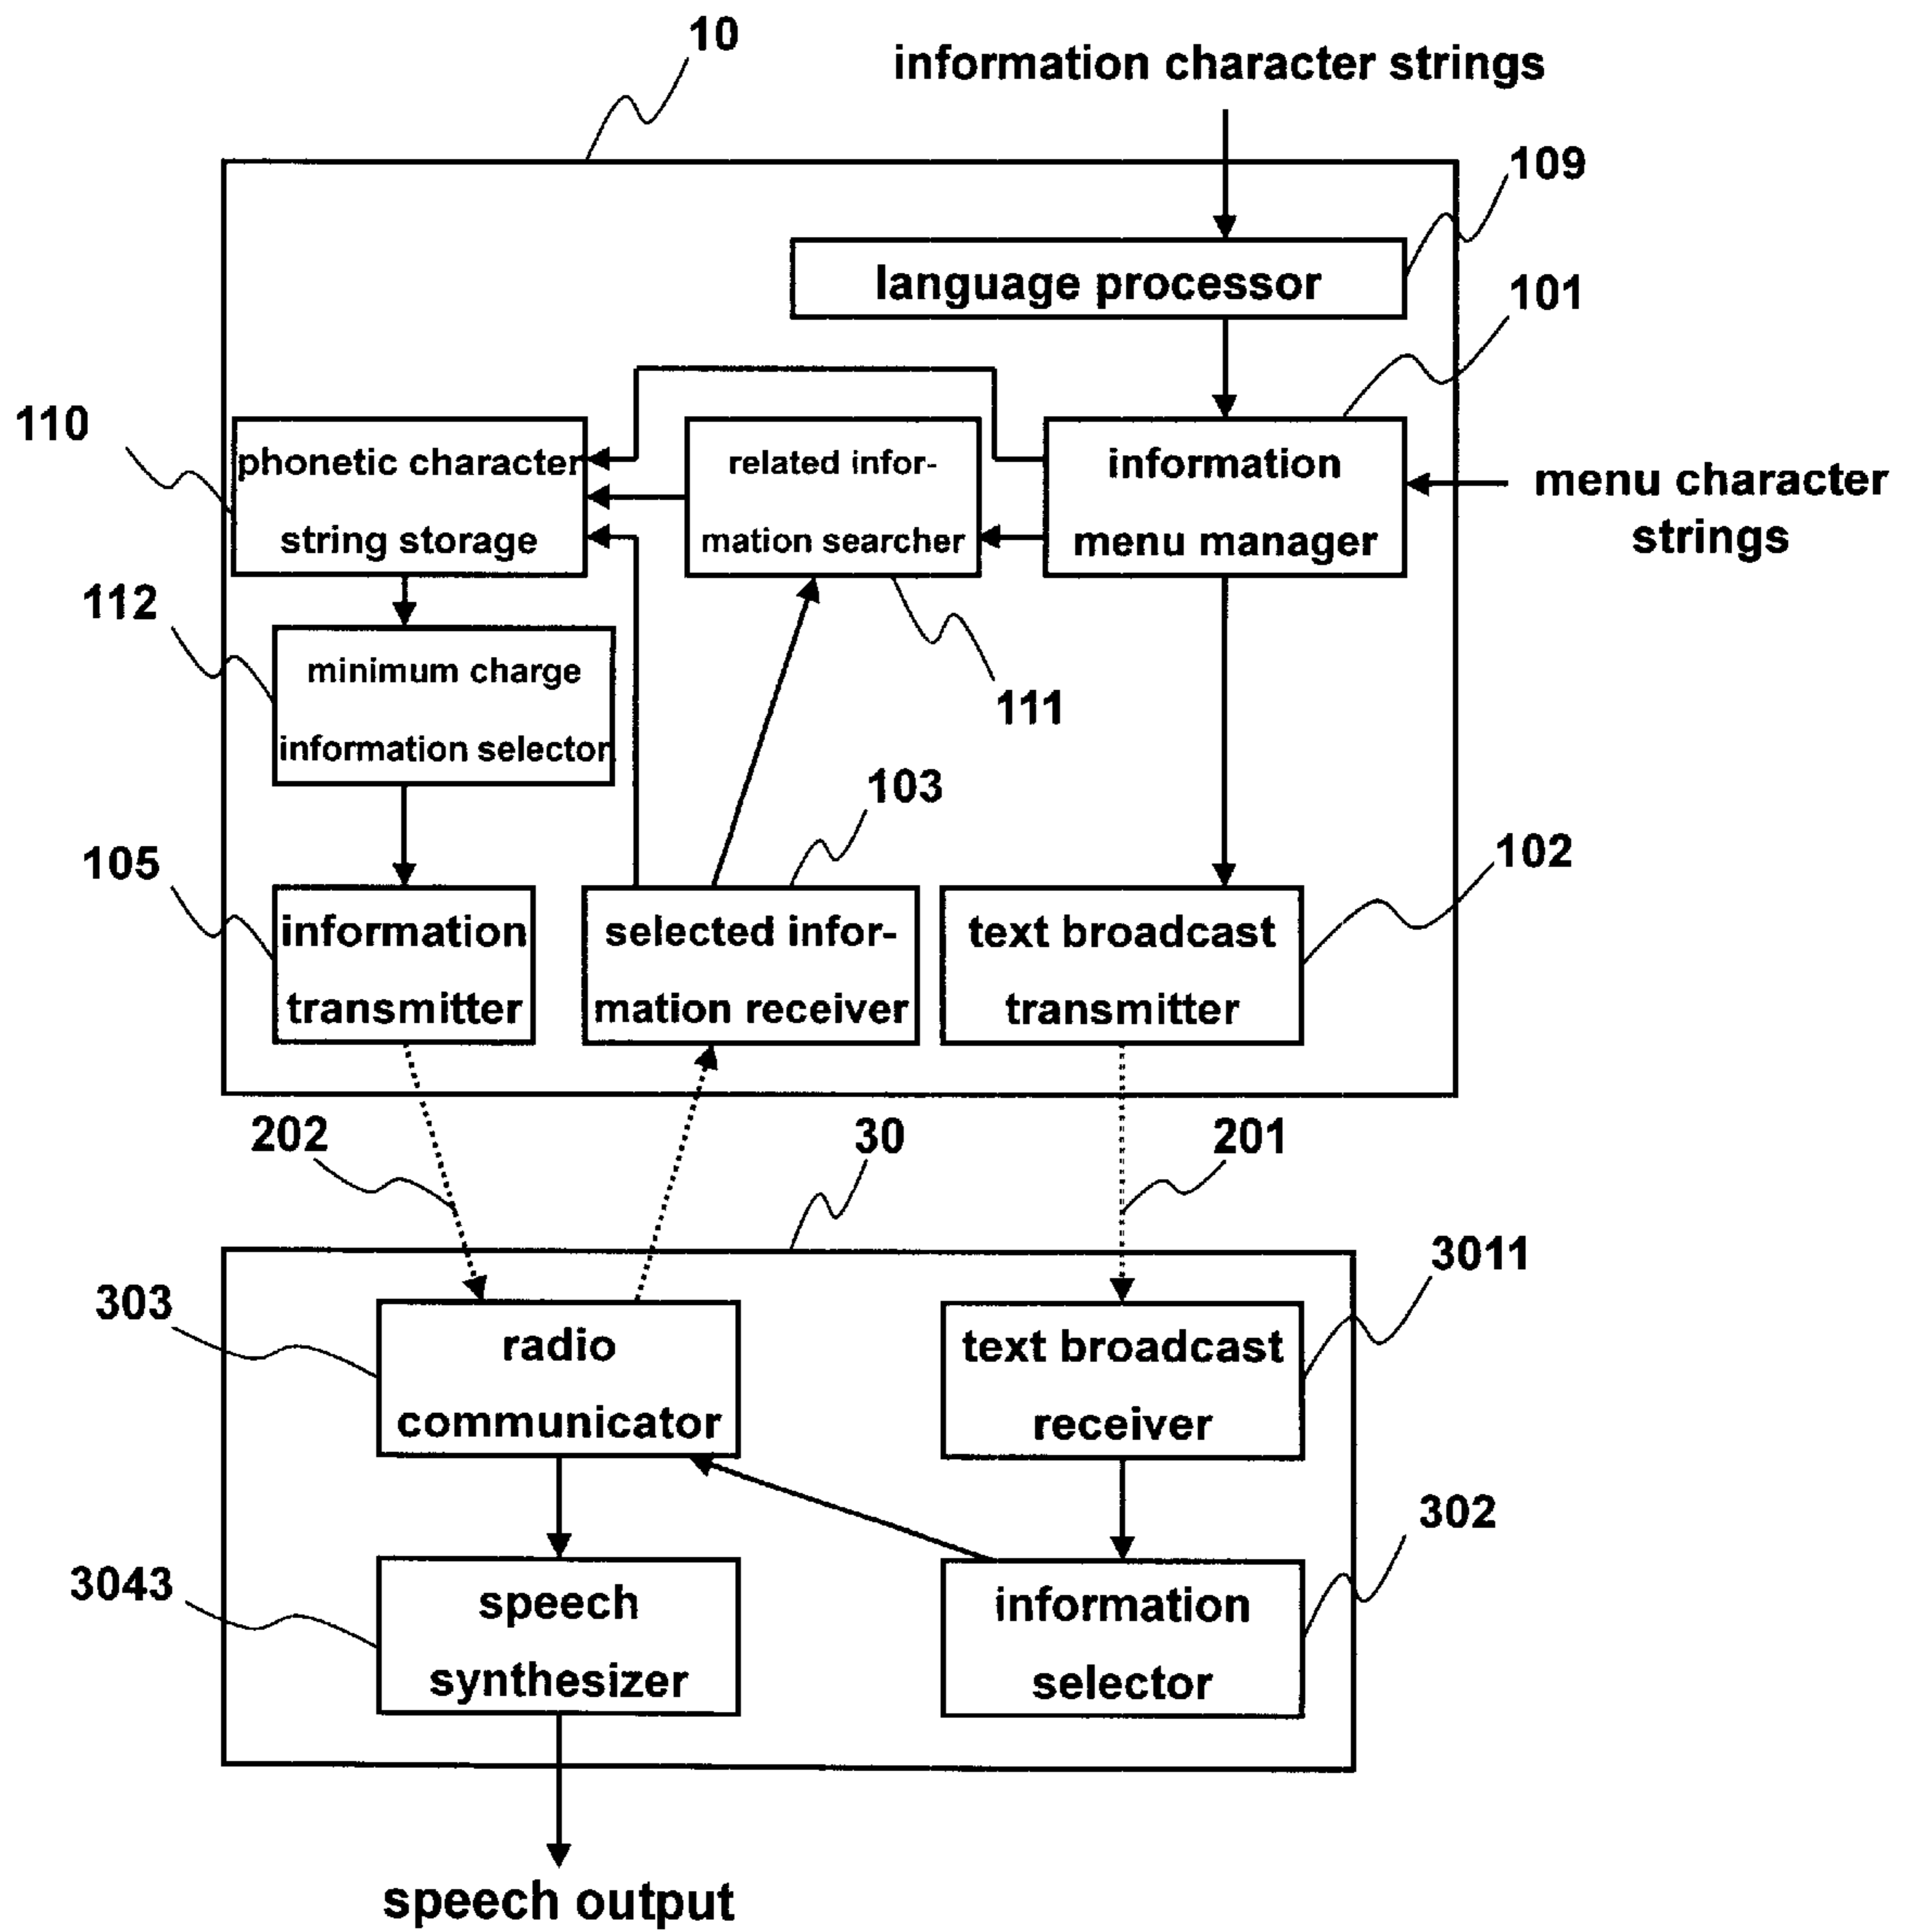 10
information character strings
109
language processor
101
110
phonetic character
string storage
related infor-
mation searcher
information
menu manager
menu character
strings
112
minimum charge
information selector
111
103
105
102
information
transmitter
selected infor-
mation receiver
text broadcast
transmitter
202
30
201
3011
303
radio
communicator
text broadcast
receiver
302
3043
speech
synthesizer
information
selector
speech output